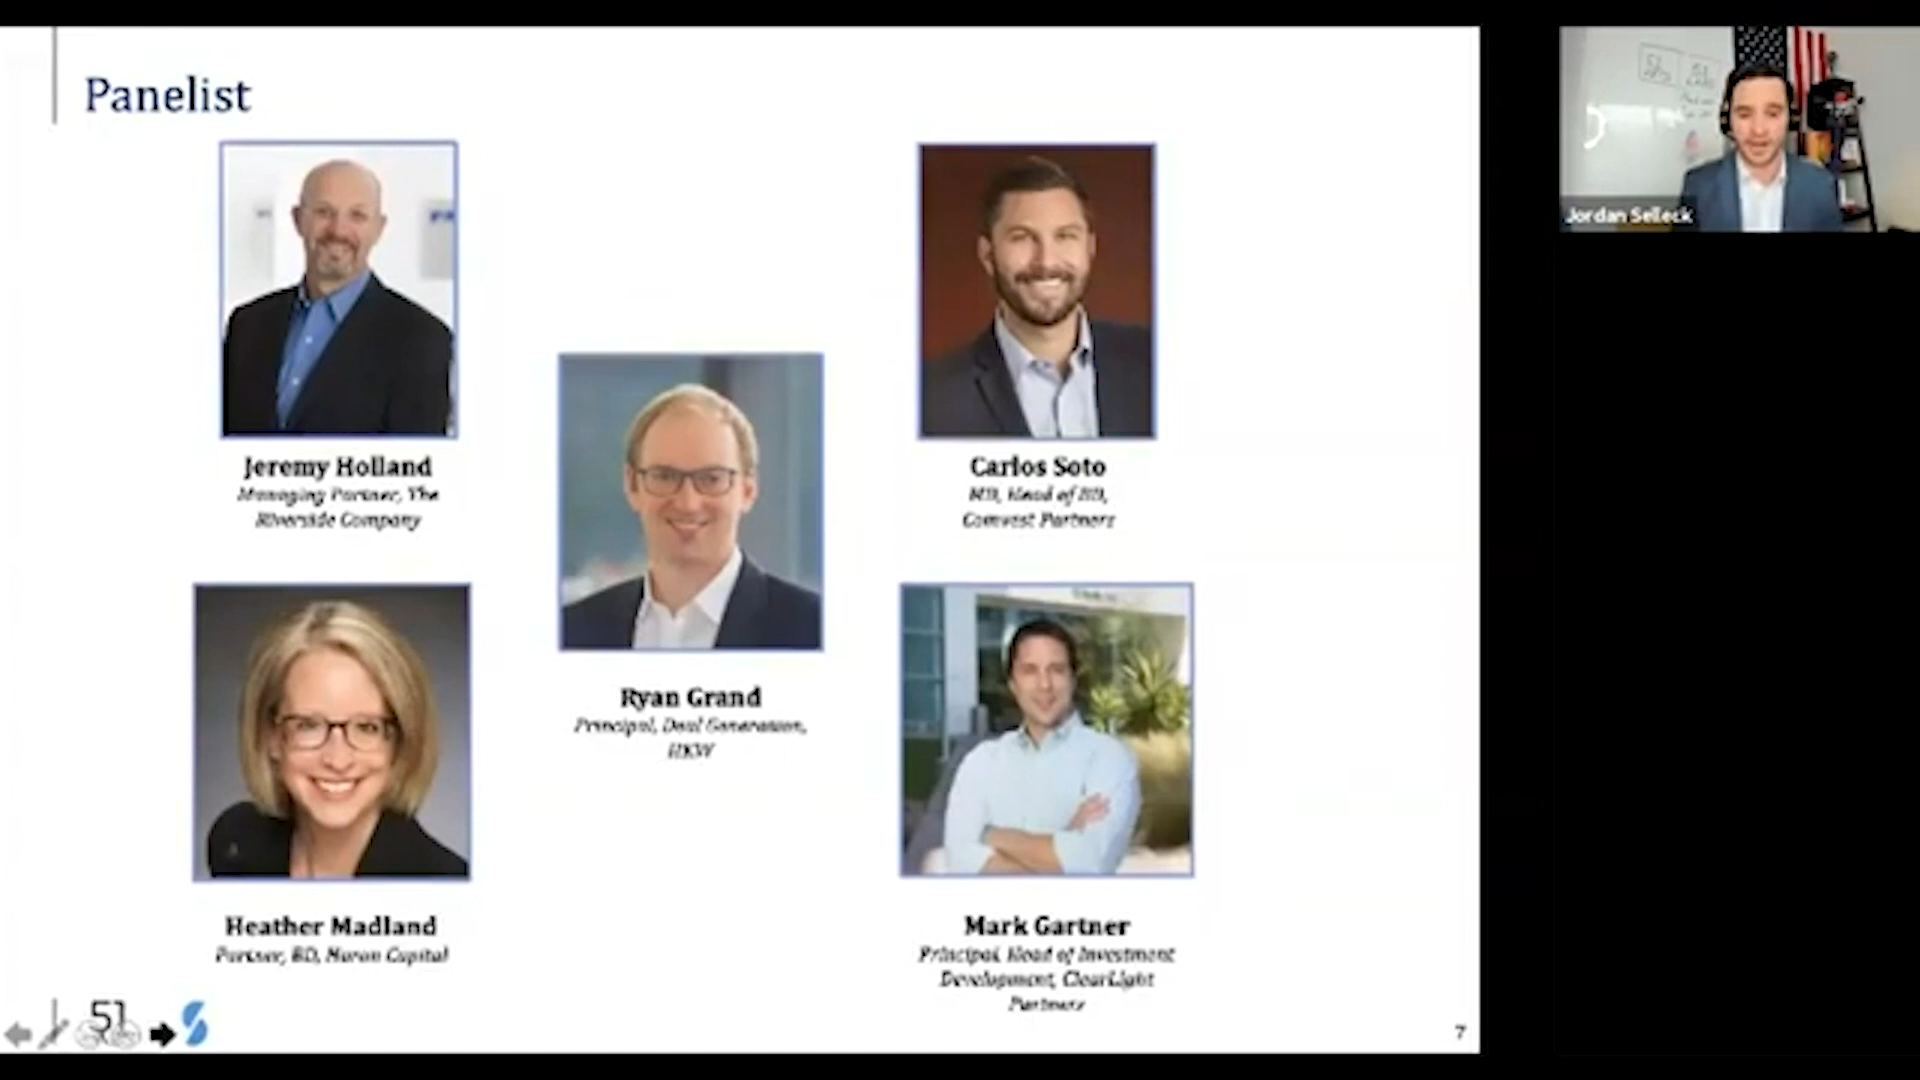 Panelist
Jeremy Holland
Managing Partner, The
Riverside Company
Carlos Soto
MD, Head of BD,
Comvest Partners
Ryan Grand
Principal, Deal Generation,
HKW
Heather Madland
Partner, BD, Huron Capital
Mark Gartner
Principal, Head of Investment
Development, ClearLight
Partners
51
7
Jordan Selleck